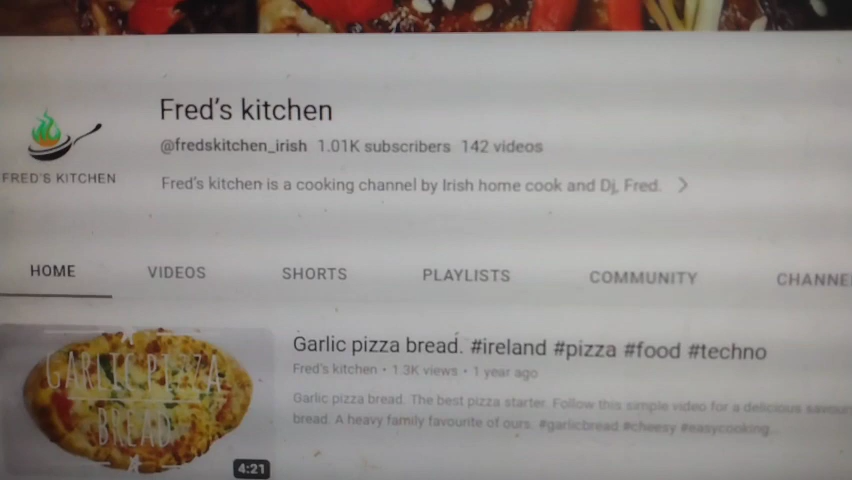 Fred's kitchen
@fredskitchen_irish 1.01K subscribers 142 videos
FRED'S KITCHEN
Fred's kitchen is a cooking channel by Irish home cook and Dj, Fred.
HOME VIDEOS SHORTS PLAYLISTS COMMUNITY CHANNE
Garlic pizza bread. #ireland #pizza #food #techno
Fred's kitchen • 1.3K views • 1 year ago
Garlic pizza bread. The best pizza starter. Follow this simple video for a delicious savour
bread. A heavy family favourite of ours. #garlicbread #cheesy #easycooking...
GARLIC PIZZA
BREAD
4:21